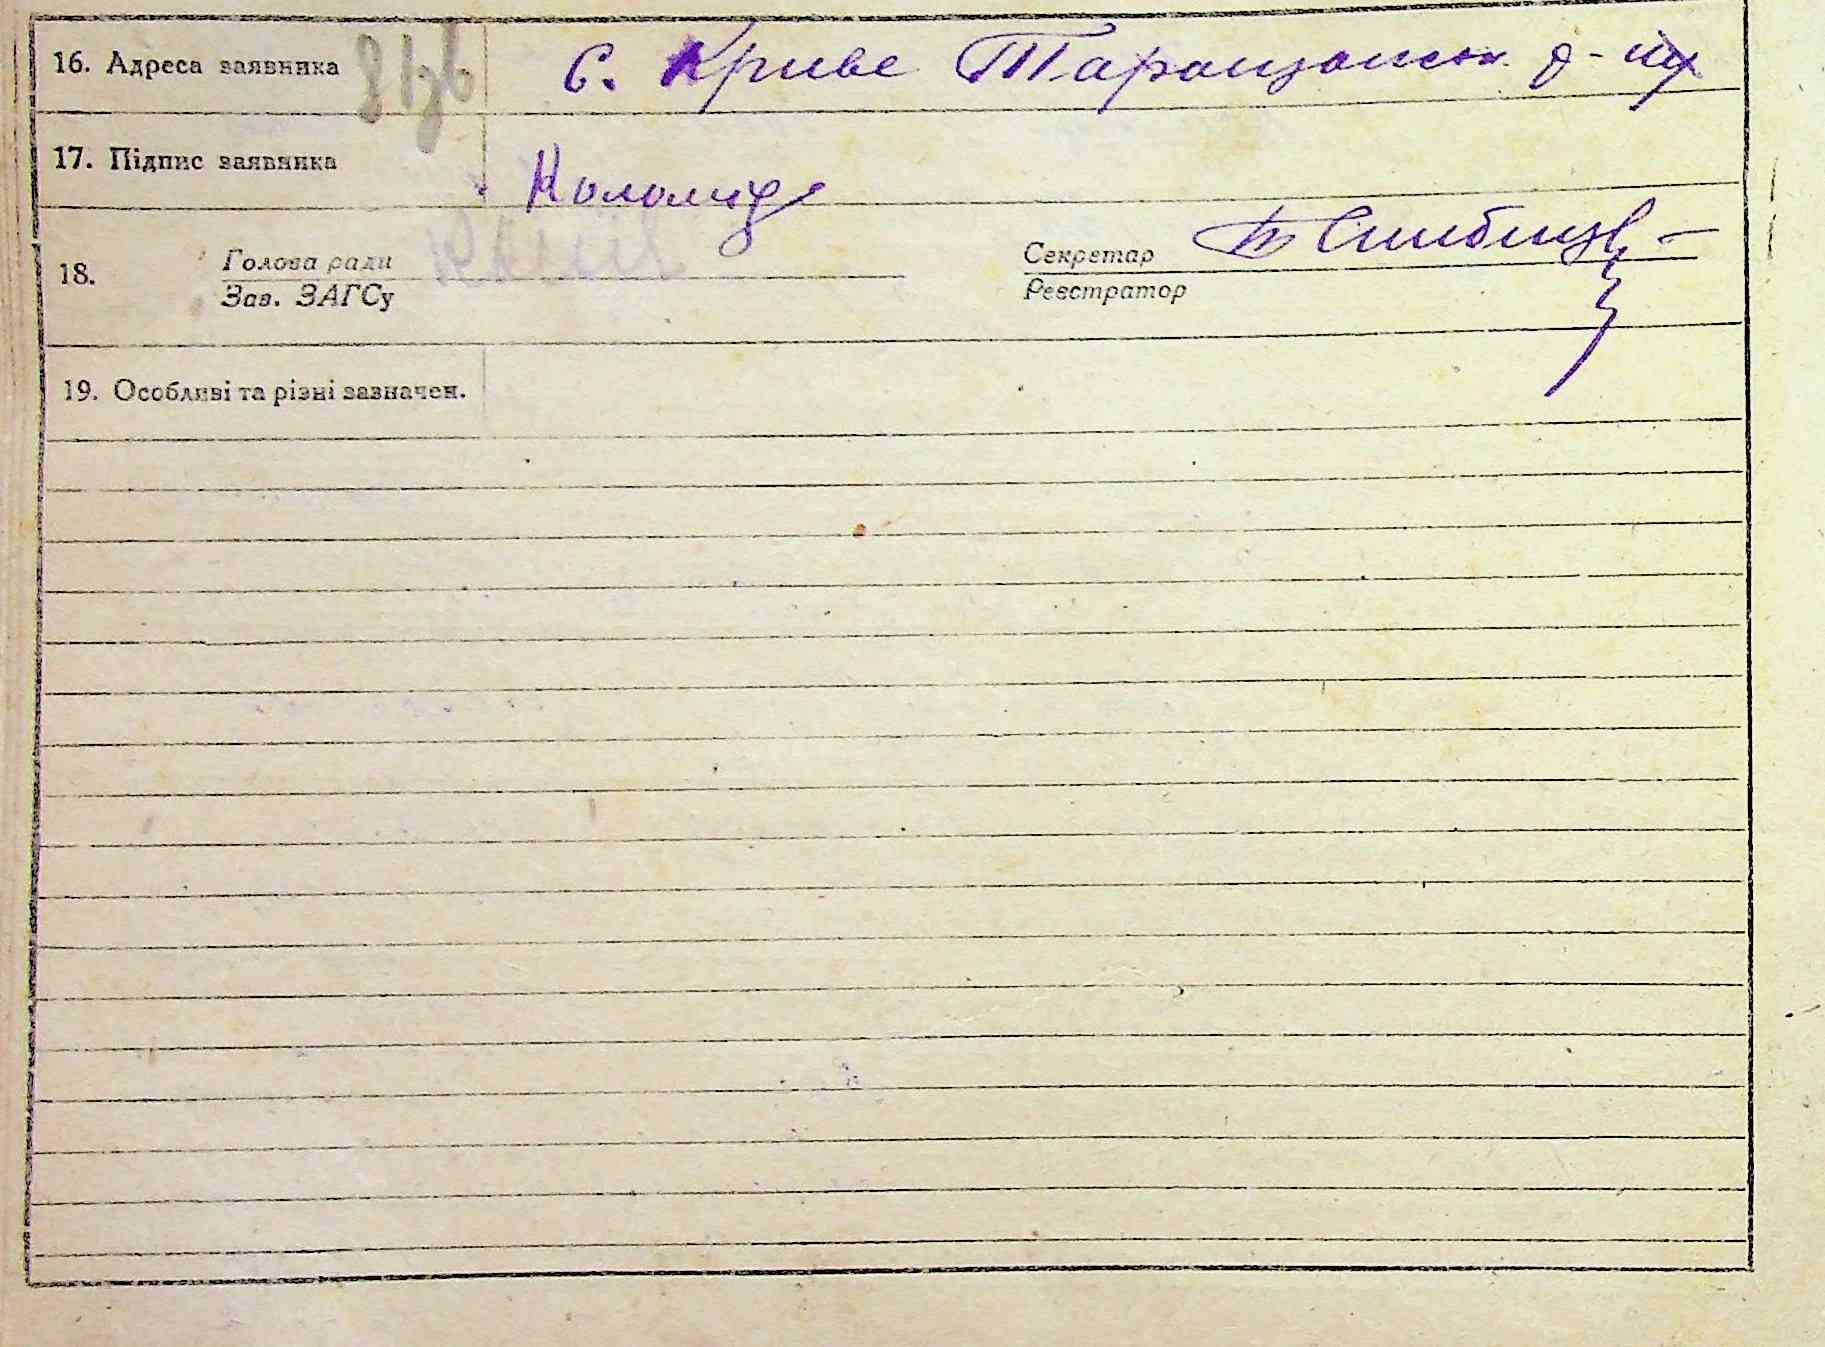 16. Адреса заявника с. Криве Таращанськ. р-ну
17. Підпис заявника Коломиєц
18. Голова ради Секретар
Зав. ЗАГСу Реєстратор
19. Особливі та різні зазначен.